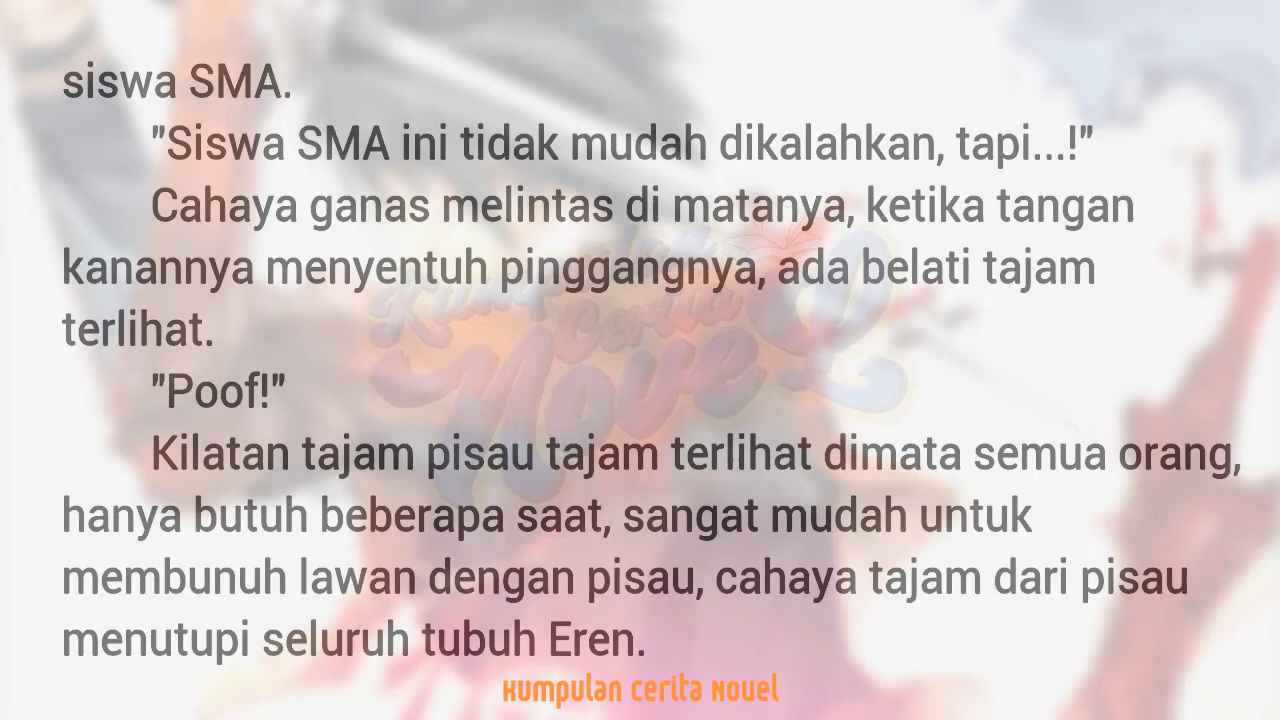 siswa SMA.
"Siswa SMA ini tidak mudah dikalahkan, tapi...!"
Cahaya ganas melintas di matanya, ketika tangan
kanannya menyentuh pinggangnya, ada belati tajam
terlihat.
"Poof!"
Kilatan tajam pisau tajam terlihat dimata semua orang,
hanya butuh beberapa saat, sangat mudah untuk
membunuh lawan dengan pisau, cahaya tajam dari pisau
menutupi seluruh tubuh Eren.
Kumpulan Cerita Novel